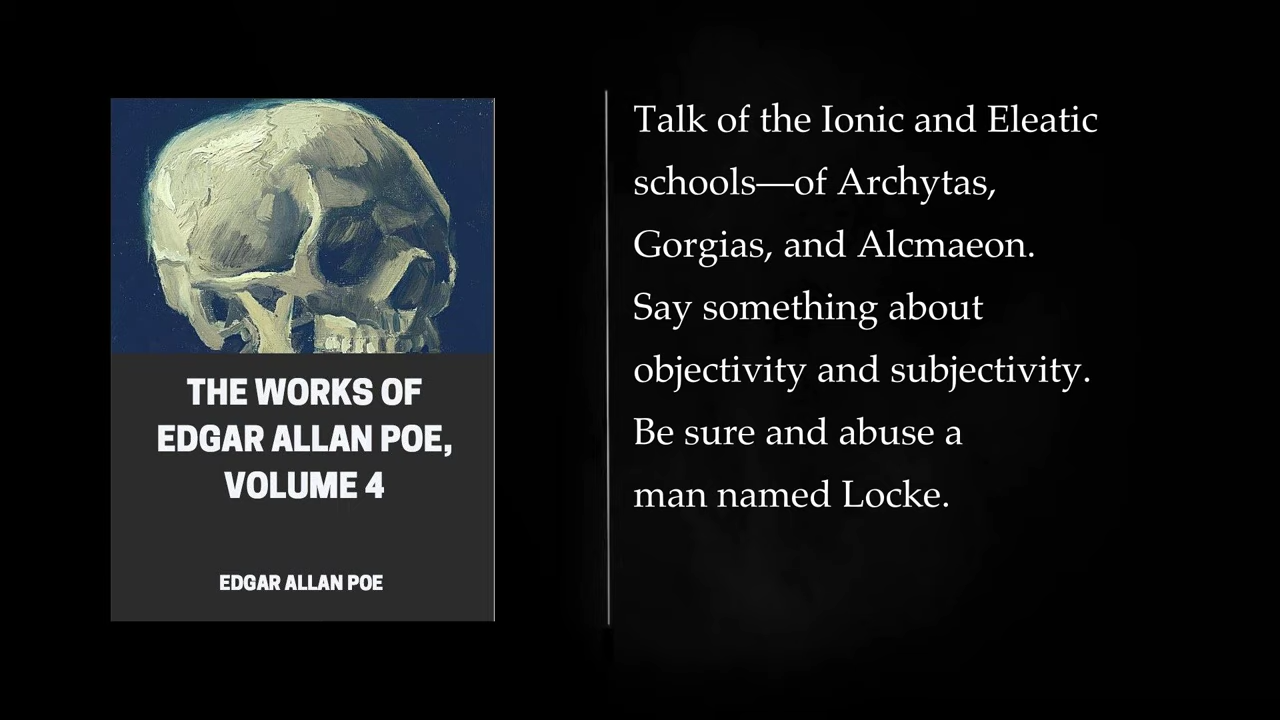 THE WORKS OF
EDGAR ALLAN POE,
VOLUME 4
EDGAR ALLAN POE
Talk of the Ionic and Eleatic
schools—of Archytas,
Gorgias, and Alcmaeon.
Say something about
objectivity and subjectivity.
Be sure and abuse a
man named Locke.